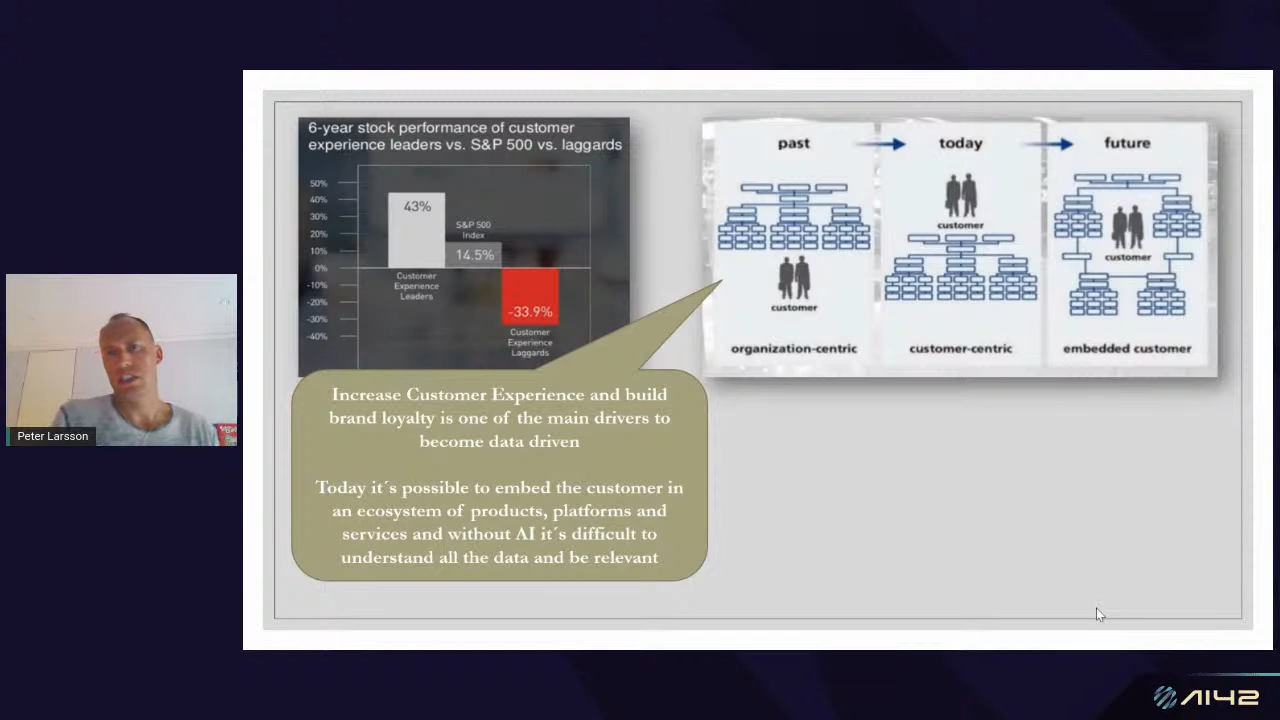 6-year stock performance of customer
experience leaders vs. S&P 500 vs. laggards
50%
40%
30%
20%
10%
0%
-10%
-20%
-30%
-40%
43%
S&P 500
Index
14.5%
Customer
Experience
Leaders
-33.9%
Customer
Experience
Laggards
past
today
future
customer
customer
customer
organization-centric
customer-centric
embedded customer
Increase Customer Experience and build
brand loyalty is one of the main drivers to
become data driven
Today it´s possible to embed the customer in
an ecosystem of products, platforms and
services and without AI it´s difficult to
understand all the data and be relevant
Peter Larsson
AI42